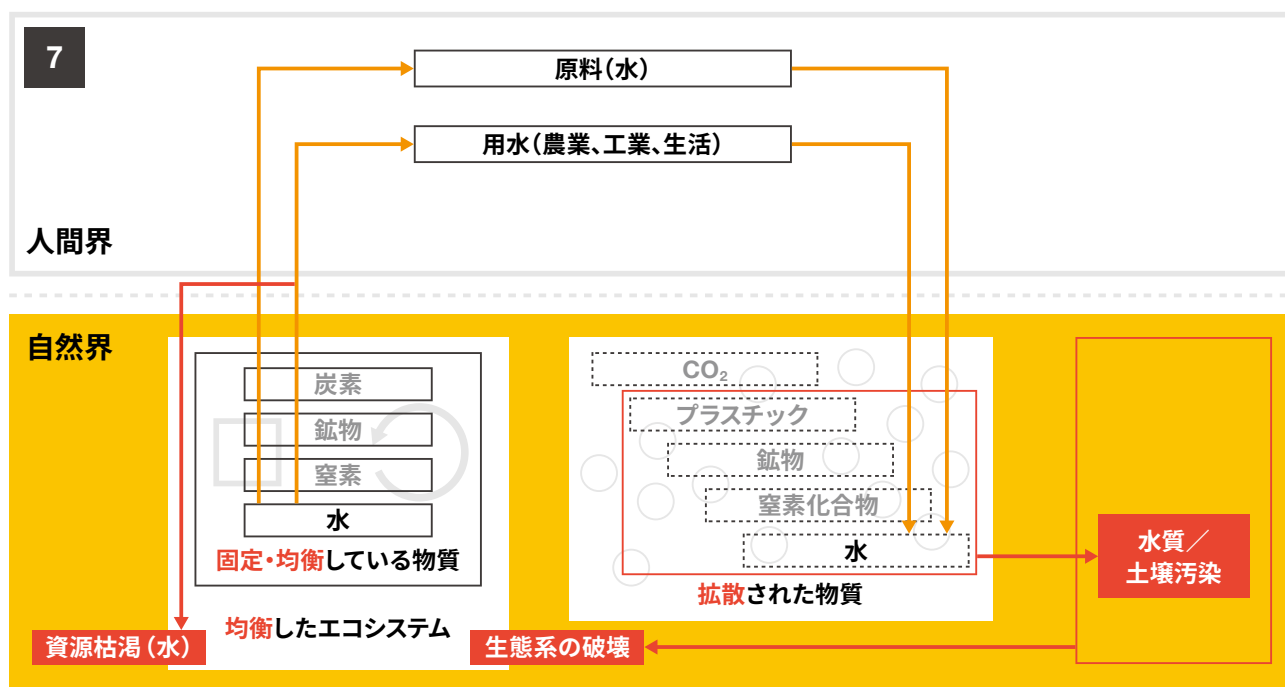 7
原料（水）
用水（農業、工業、生活）
人間界
自然界
炭素
鉱物
窒素
水
固定・均衡している物質
均衡したエコシステム
資源枯渇（水）
CO₂
プラスチック
鉱物
窒素化合物
水
拡散された物質
生態系の破壊
水質／
土壌汚染